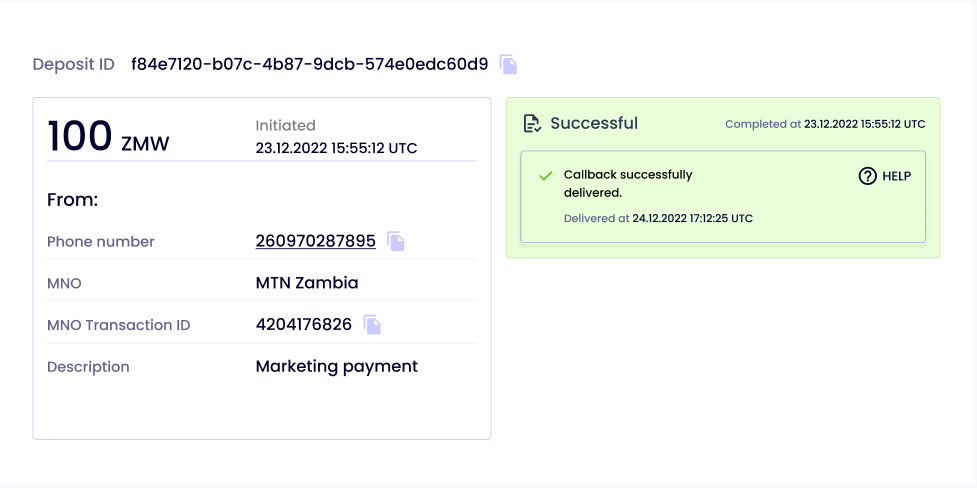 Deposit ID f84e7120-b07c-4b87-9dcb-574e0edc60d9
100 ZMW
Initiated
23.12.2022 15:55:12 UTC
From:
Phone number 260970287895
MNO MTN Zambia
MNO Transaction ID 4204176826
Description Marketing payment
Successful Completed at 23.12.2022 15:55:12 UTC
Callback successfully
delivered.
HELP
Delivered at 24.12.2022 17:12:25 UTC